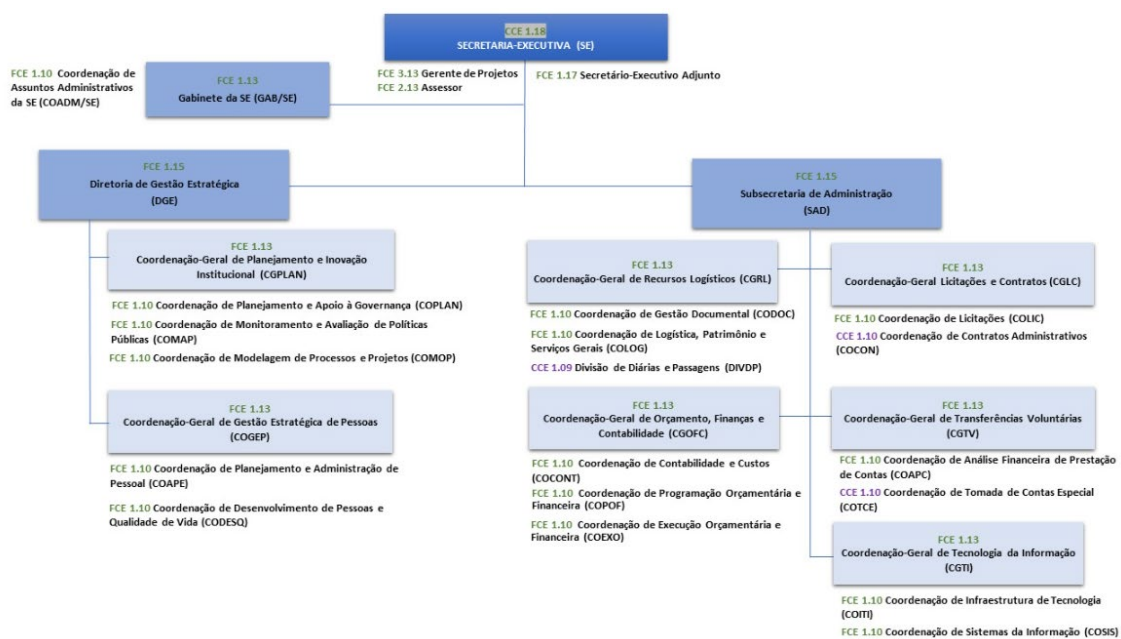 CCE 1.18
SECRETARIA-EXECUTIVA (SE)
FCE 1.10 Coordenação de
Assuntos Administrativos
da SE (COADM/SE)
FCE 1.13
Gabinete da SE (GAB/SE)
FCE 3.13 Gerente de Projetos
FCE 2.13 Assessor
FCE 1.17 Secretário-Executivo Adjunto
FCE 1.15
Diretoria de Gestão Estratégica
(DGE)
FCE 1.15
Subsecretaria de Administração
(SAD)
FCE 1.13
Coordenação-Geral de Planejamento e Inovação
Institucional (CGPLAN)
FCE 1.10 Coordenação de Planejamento e Apoio à Governança (COPLAN)
FCE 1.10 Coordenação de Monitoramento e Avaliação de Políticas
Públicas (COMAP)
FCE 1.10 Coordenação de Modelagem de Processos e Projetos (COMOP)
FCE 1.13
Coordenação-Geral de Gestão Estratégica de Pessoas
(COGEP)
FCE 1.10 Coordenação de Planejamento e Administração de
Pessoal (COAPE)
FCE 1.10 Coordenação de Desenvolvimento de Pessoas e
Qualidade de Vida (CODESQ)
FCE 1.13
Coordenação-Geral de Recursos Logísticos (CGRL)
FCE 1.10 Coordenação de Gestão Documental (CODOC)
FCE 1.10 Coordenação de Logística, Patrimônio e
Serviços Gerais (COLOG)
CCE 1.09 Divisão de Diárias e Passagens (DIVDP)
FCE 1.13
Coordenação-Geral de Orçamento, Finanças e
Contabilidade (CGOFC)
FCE 1.10 Coordenação de Contabilidade e Custos
(COCONT)
FCE 1.10 Coordenação de Programação Orçamentária e
Financeira (COPOF)
FCE 1.10 Coordenação de Execução Orçamentária e
Financeira (COEXO)
FCE 1.13
Coordenação-Geral Licitações e Contratos (CGLC)
FCE 1.10 Coordenação de Licitações (COLIC)
CCE 1.10 Coordenação de Contratos Administrativos
(COCON)
FCE 1.13
Coordenação-Geral de Transferências Voluntárias
(CGTV)
FCE 1.10 Coordenação de Análise Financeira de Prestação
de Contas (COAPC)
CCE 1.10 Coordenação de Tomada de Contas Especial
(COTCE)
FCE 1.13
Coordenação-Geral de Tecnologia da Informação
(CGTI)
FCE 1.10 Coordenação de Infraestrutura de Tecnologia
(COITI)
FCE 1.10 Coordenação de Sistemas da Informação (COSIS)